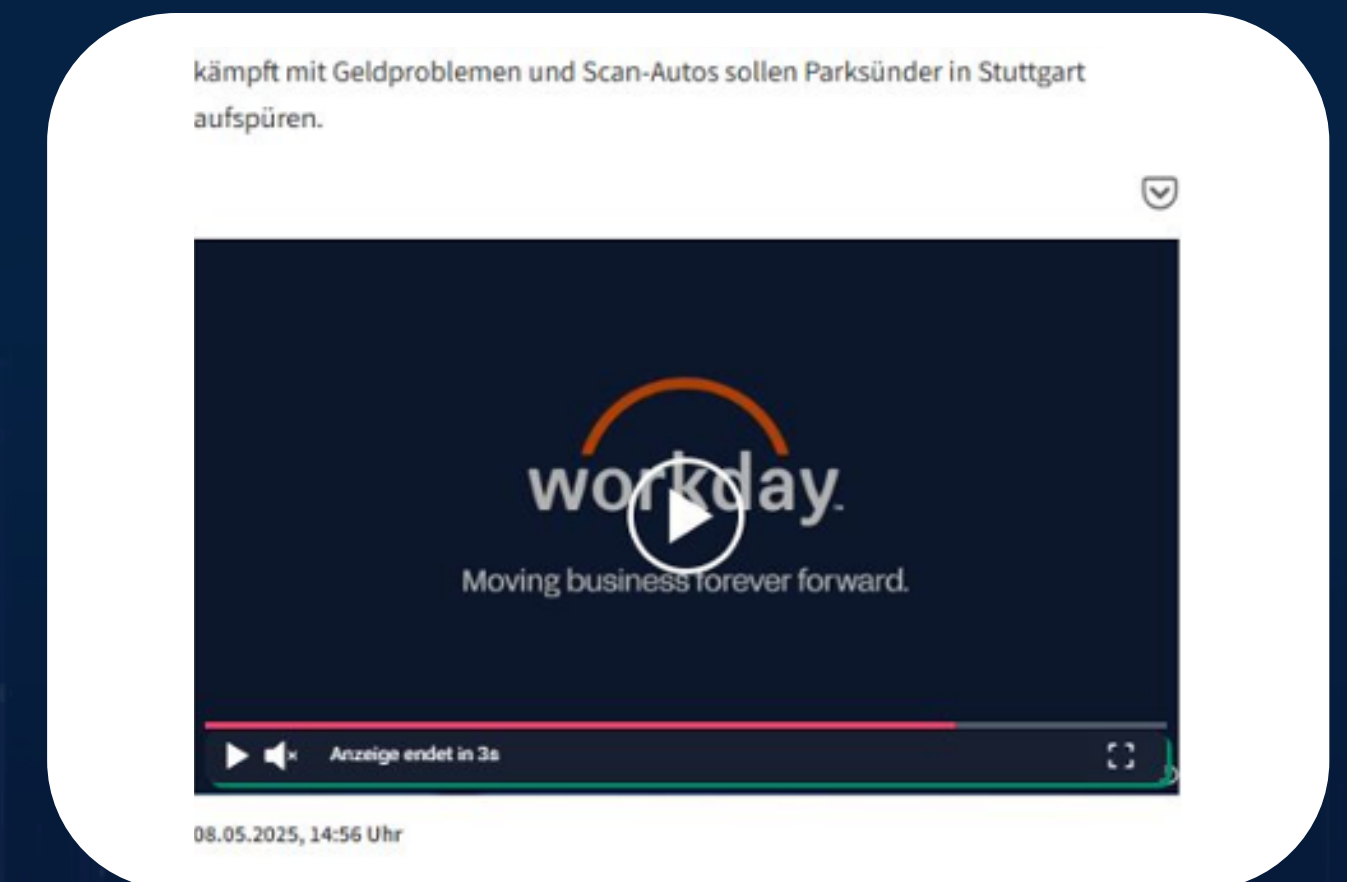 kämpft mit Geldproblemen und Scan-Autos sollen Parksünder in Stuttgart
aufspüren.
workday.
Moving business forever forward.
Anzeige endet in 3s
08.05.2025, 14:56 Uhr